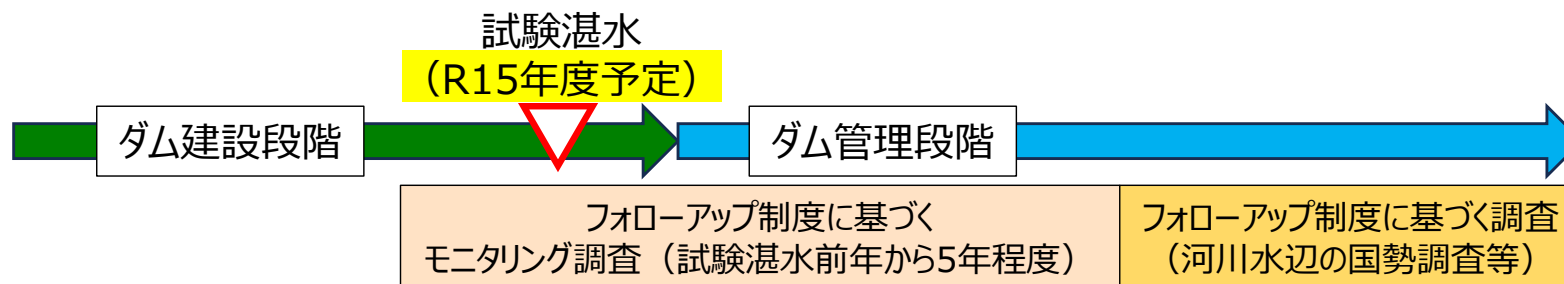 試験湛水
（R15年度予定）
ダム建設段階
ダム管理段階
フォローアップ制度に基づく
モニタリング調査（試験湛水前年から5年程度）
フォローアップ制度に基づく調査
（河川水辺の国勢調査等）